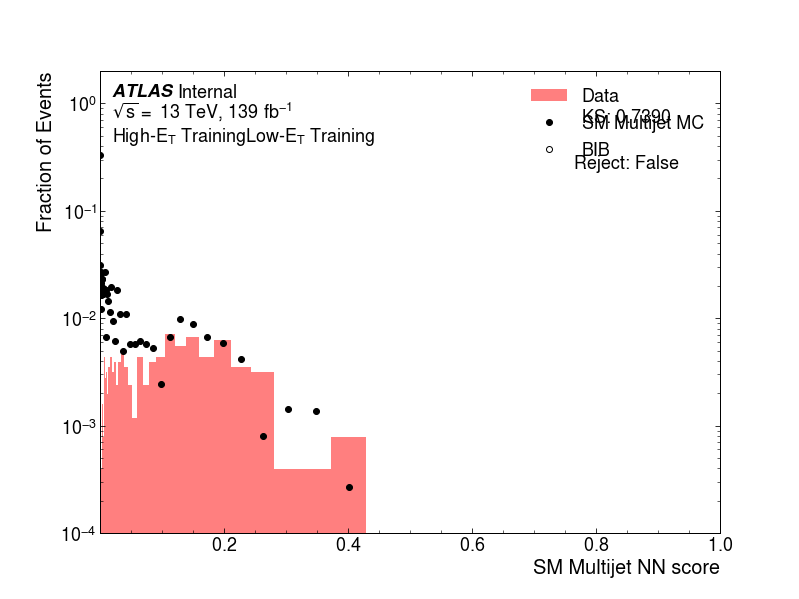 ATLAS Internal
√s = 13 TeV, 139 fb⁻¹
High-E_T TrainingLow-E_T Training
Data
KS: 0.7390
SM Multijet MC
BIB
Reject: False
Fraction of Events
10⁰
10⁻¹
10⁻²
10⁻³
10⁻⁴
0.2 0.4 0.6 0.8 1.0
SM Multijet NN score